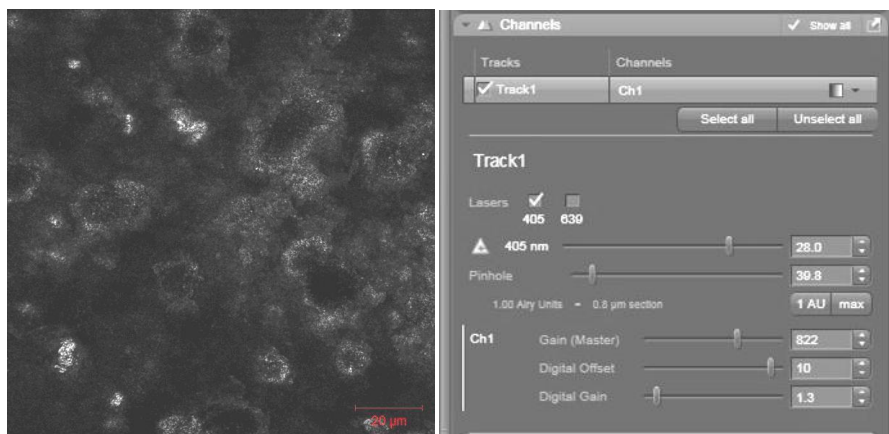 20 µm
Channels
Show all
Tracks Channels
Track1 Ch1
Select all Unselect all
Track1
Lasers
405 639
405 nm 28.0
Pinhole 39.8
1.00 Airy Units = 0.8 µm section 1 AU max
Ch1 Gain (Master) 822
Digital Offset 10
Digital Gain 1.3